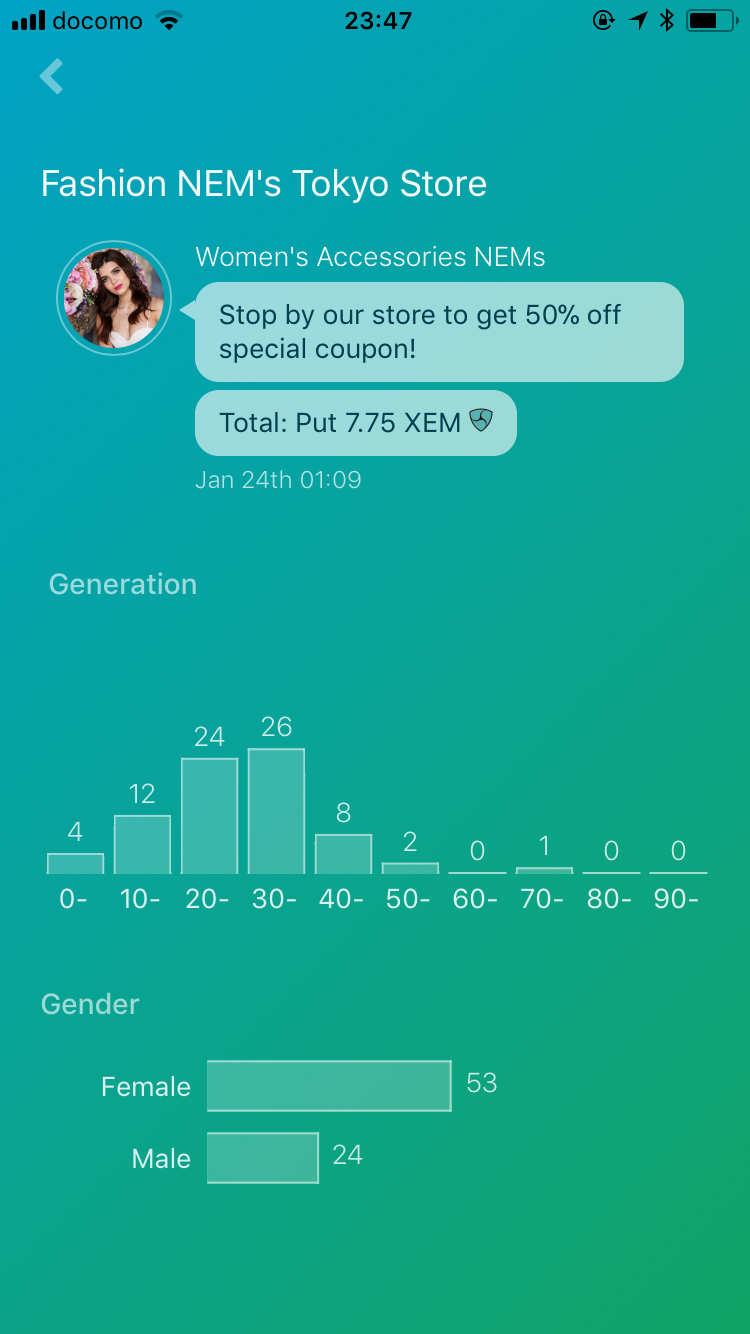 docomo 23:47
Fashion NEM's Tokyo Store
Women's Accessories NEMs
Stop by our store to get 50% off
special coupon!
Total: Put 7.75 XEM
Jan 24th 01:09
Generation
4 12 24 26 8 2 0 1 0 0
0- 10- 20- 30- 40- 50- 60- 70- 80- 90-
Gender
Female 53
Male 24